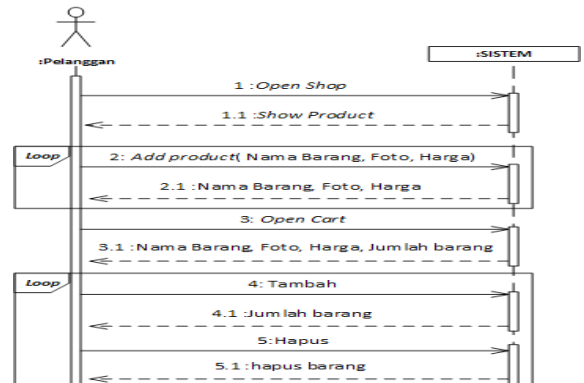 :Pelanggan
:SISTEM
1 :Open Shop
1.1 :Show Product
Loop
2: Add product( Nama Barang, Foto, Harga)
2.1 :Nama Barang, Foto, Harga
3: Open Cart
3.1 :Nama Barang, Foto, Harga, Jumlah barang
Loop
4: Tambah
4.1 :Jumlah barang
5:Hapus
5.1 :hapus barang